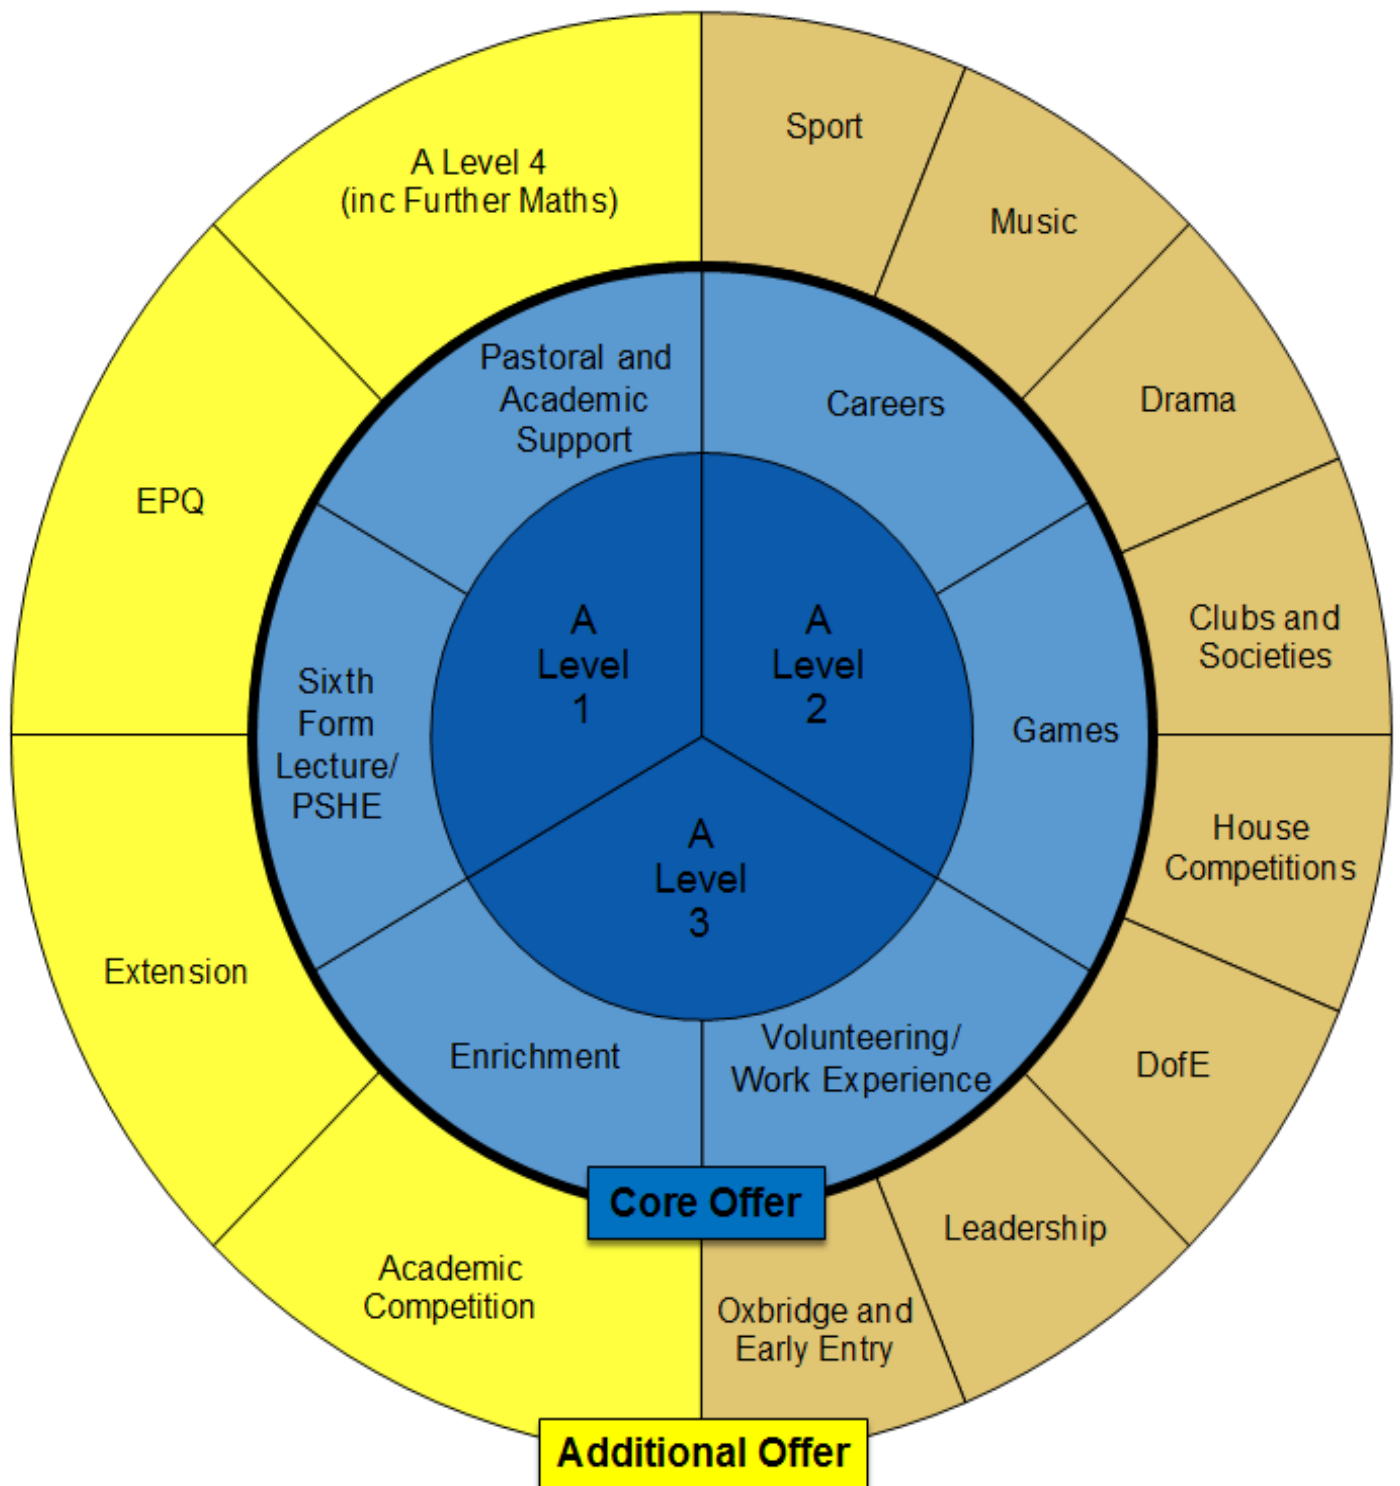 Sport
A Level 4
(inc Further Maths)
Music
Pastoral and
Academic
Support
Careers
Drama
EPQ
A
Level
1
A
Level
2
Clubs and
Societies
Sixth
Form
Lecture/
PSHE
Games
A
Level
3
House
Competitions
Extension
Enrichment
Volunteering/
Work Experience
DofE
Core Offer
Leadership
Academic
Competition
Oxbridge and
Early Entry
Additional Offer